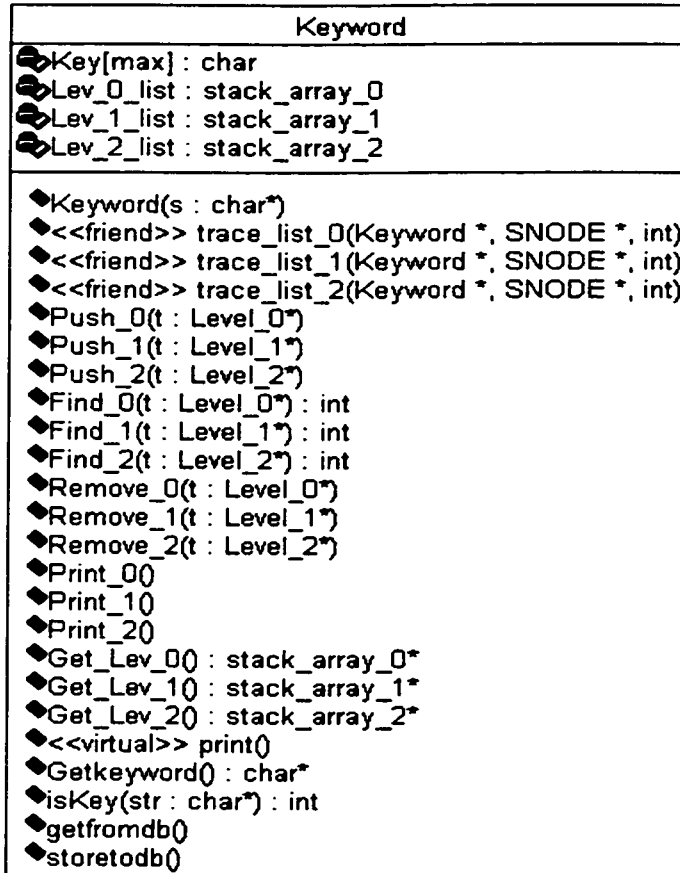 Keyword
Key[max] : char
Lev_0_list : stack_array_0
Lev_1_list : stack_array_1
Lev_2_list : stack_array_2
Keyword(s : char*)
<<friend>> trace_list_0(Keyword *, SNODE *, int)
<<friend>> trace_list_1(Keyword *, SNODE *, int)
<<friend>> trace_list_2(Keyword *, SNODE *, int)
Push_0(t : Level_0*)
Push_1(t : Level_1*)
Push_2(t : Level_2*)
Find_0(t : Level_0*) : int
Find_1(t : Level_1*) : int
Find_2(t : Level_2*) : int
Remove_0(t : Level_0*)
Remove_1(t : Level_1*)
Remove_2(t : Level_2*)
Print_0()
Print_1()
Print_2()
Get_Lev_0() : stack_array_0*
Get_Lev_1() : stack_array_1*
Get_Lev_2() : stack_array_2*
<<virtual>> print()
Getkeyword() : char*
isKey(str : char*) : int
getfromdb()
storetodb()